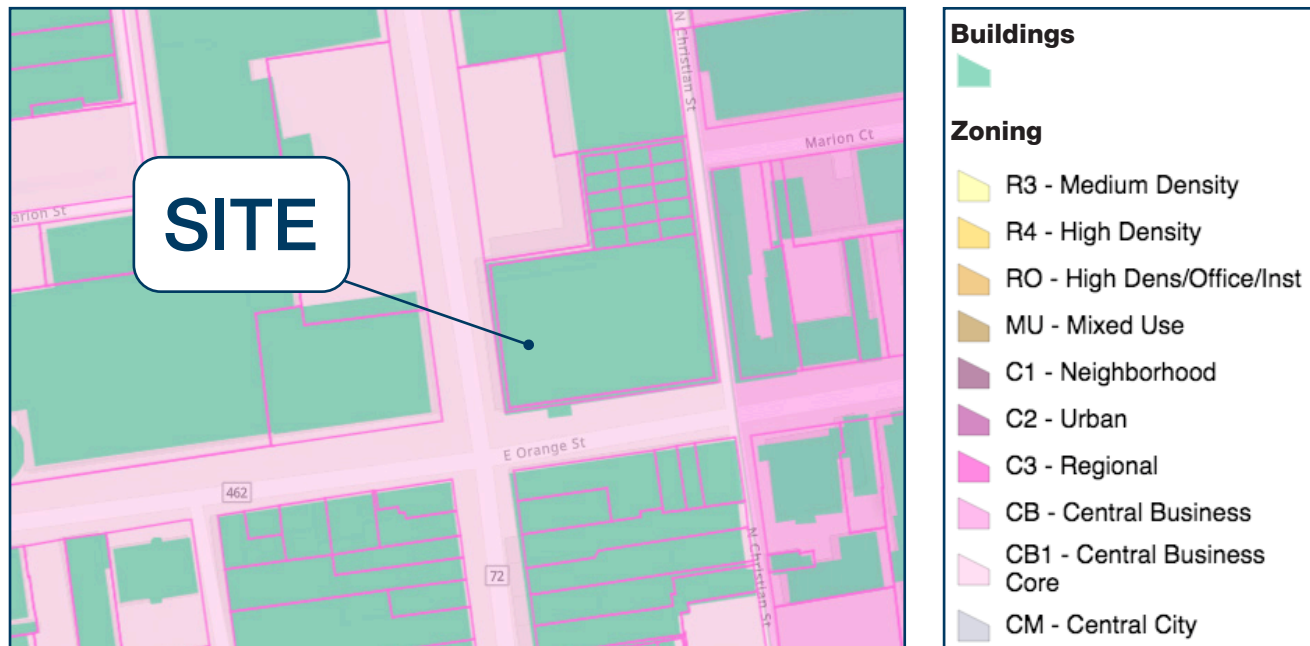 N Christian St
Marion Ct
arion St
SITE
E Orange St
462
72
N Christian St
Buildings
Zoning
R3 - Medium Density
R4 - High Density
RO - High Dens/Office/Inst
MU - Mixed Use
C1 - Neighborhood
C2 - Urban
C3 - Regional
CB - Central Business
CB1 - Central Business
Core
CM - Central City